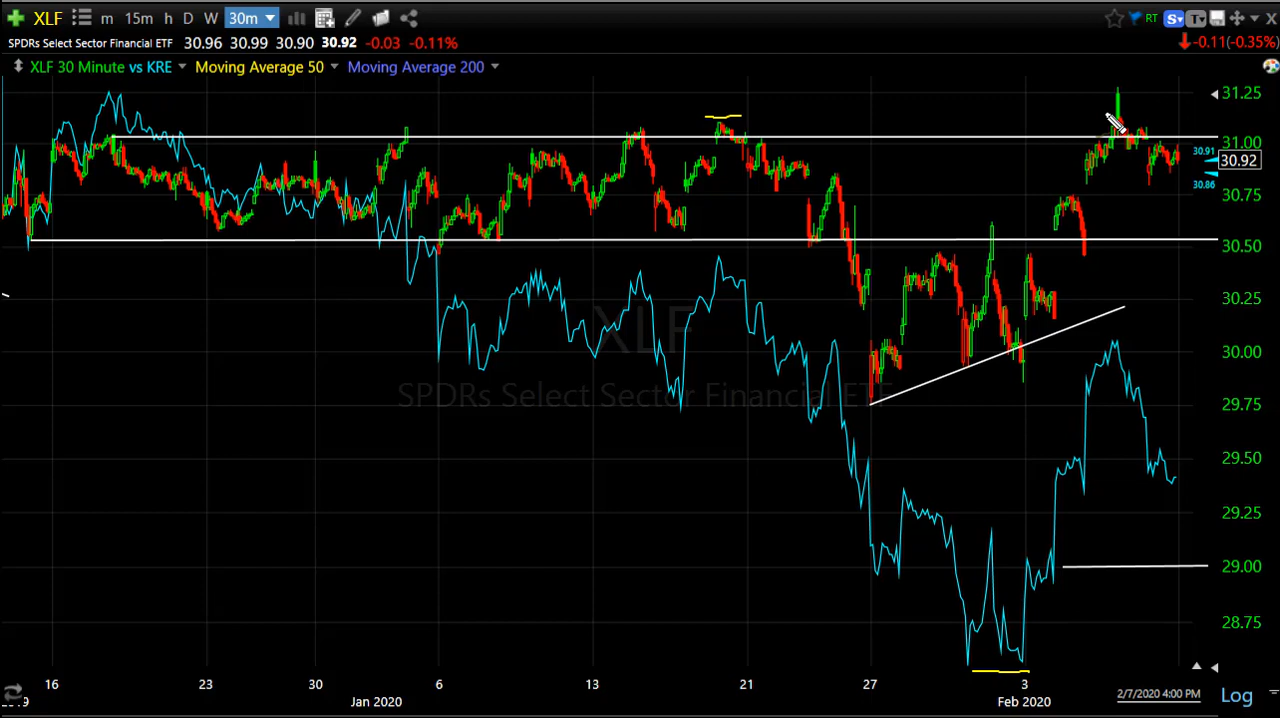 XLF m 15m h D W 30m RT S T X
SPDRs Select Sector Financial ETF 30.96 30.99 30.90 30.92 -0.03 -0.11% -0.11(-0.35%)
XLF 30 Minute vs KRE Moving Average 50 Moving Average 200
31.25
31.00
30.91
30.92
30.86
30.75
30.50
30.25
XLF
30.00
SPDRs Select Sector Financial ETF
29.75
29.50
29.25
29.00
28.75
16 23 30 6 13 21 27 3
Jan 2020 Feb 2020 2/7/2020 4:00 PM Log